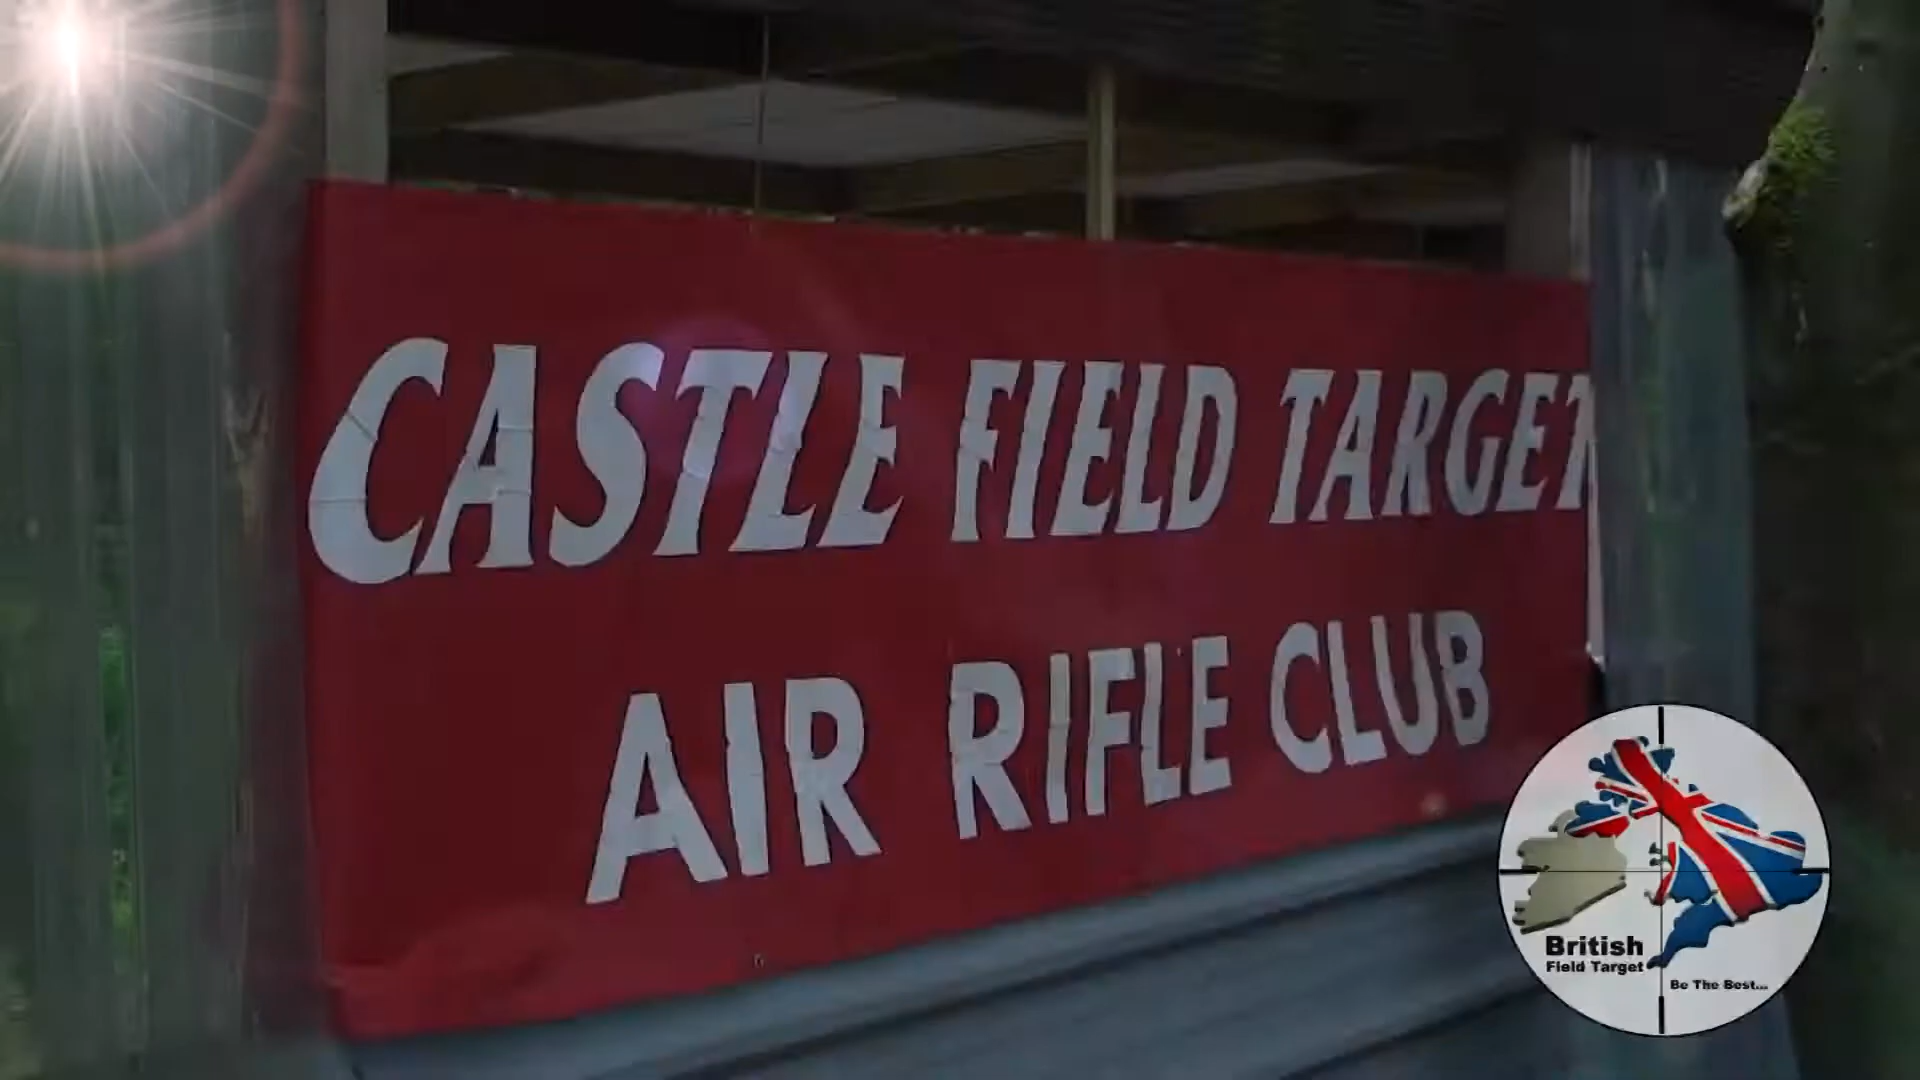 CASTLE FIELD TARGET
AIR RIFLE CLUB
British
Field Target
Be The Best...